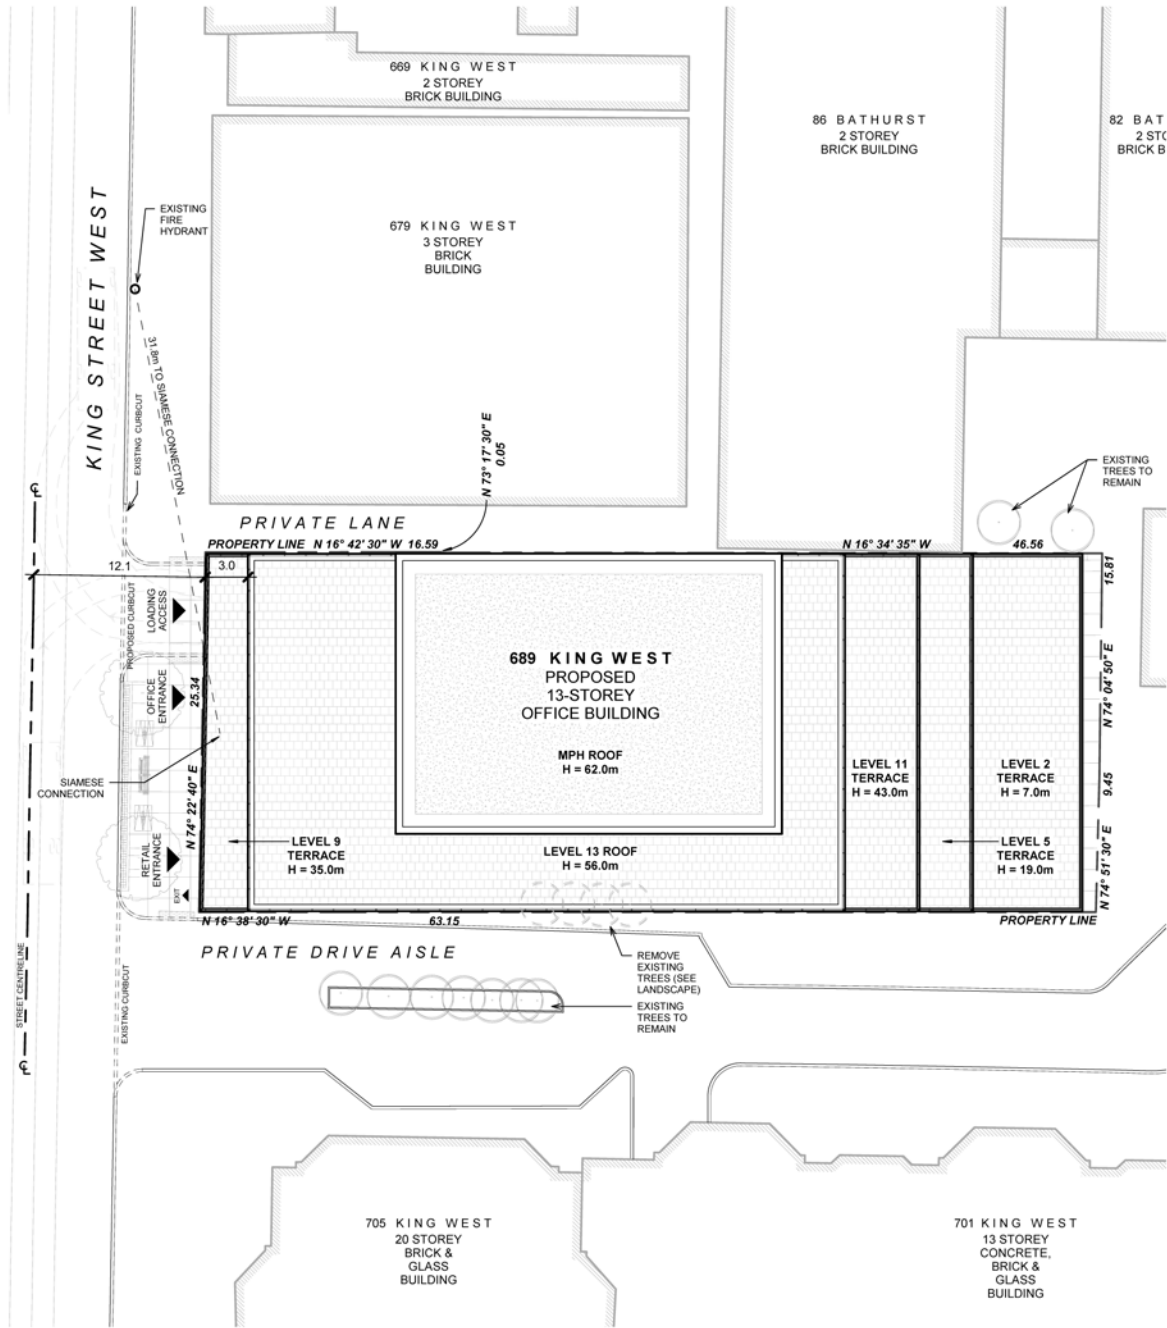 669 KING WEST
2 STOREY
BRICK BUILDING
86 BATHURST
2 STOREY
BRICK BUILDING
82 BAT
2 STO
BRICK B
KING STREET WEST
EXISTING
FIRE
HYDRANT
679 KING WEST
3 STOREY
BRICK
BUILDING
31.8m TO SIAMESE CONNECTION
EXISTING CURBCUT
N 73° 17' 30" E
0.05
EXISTING
TREES TO
REMAIN
PRIVATE LANE
PROPERTY LINE N 16° 42' 30" W 16.59
N 16° 34' 35" W 46.56
12.1
3.0
15.81
PROPOSED CURBCUT
LOADING
ACCESS
OFFICE
ENTRANCE
25.34
N 74° 22' 40" E
SIAMESE
CONNECTION
RETAIL
ENTRANCE
EXIT
689 KING WEST
PROPOSED
13-STOREY
OFFICE BUILDING
MPH ROOF
H = 62.0m
N 74° 04' 50" E
9.45
N 74° 51' 30" E
LEVEL 11
TERRACE
H = 43.0m
LEVEL 2
TERRACE
H = 7.0m
LEVEL 9
TERRACE
H = 35.0m
LEVEL 13 ROOF
H = 56.0m
LEVEL 5
TERRACE
H = 19.0m
N 16° 38' 30" W
63.15
PROPERTY LINE
PRIVATE DRIVE AISLE
REMOVE
EXISTING
TREES (SEE
LANDSCAPE)
EXISTING
TREES TO
REMAIN
STREET CENTRELINE
EXISTING CURBCUT
705 KING WEST
20 STOREY
BRICK &
GLASS
BUILDING
701 KING WEST
13 STOREY
CONCRETE,
BRICK &
GLASS
BUILDING